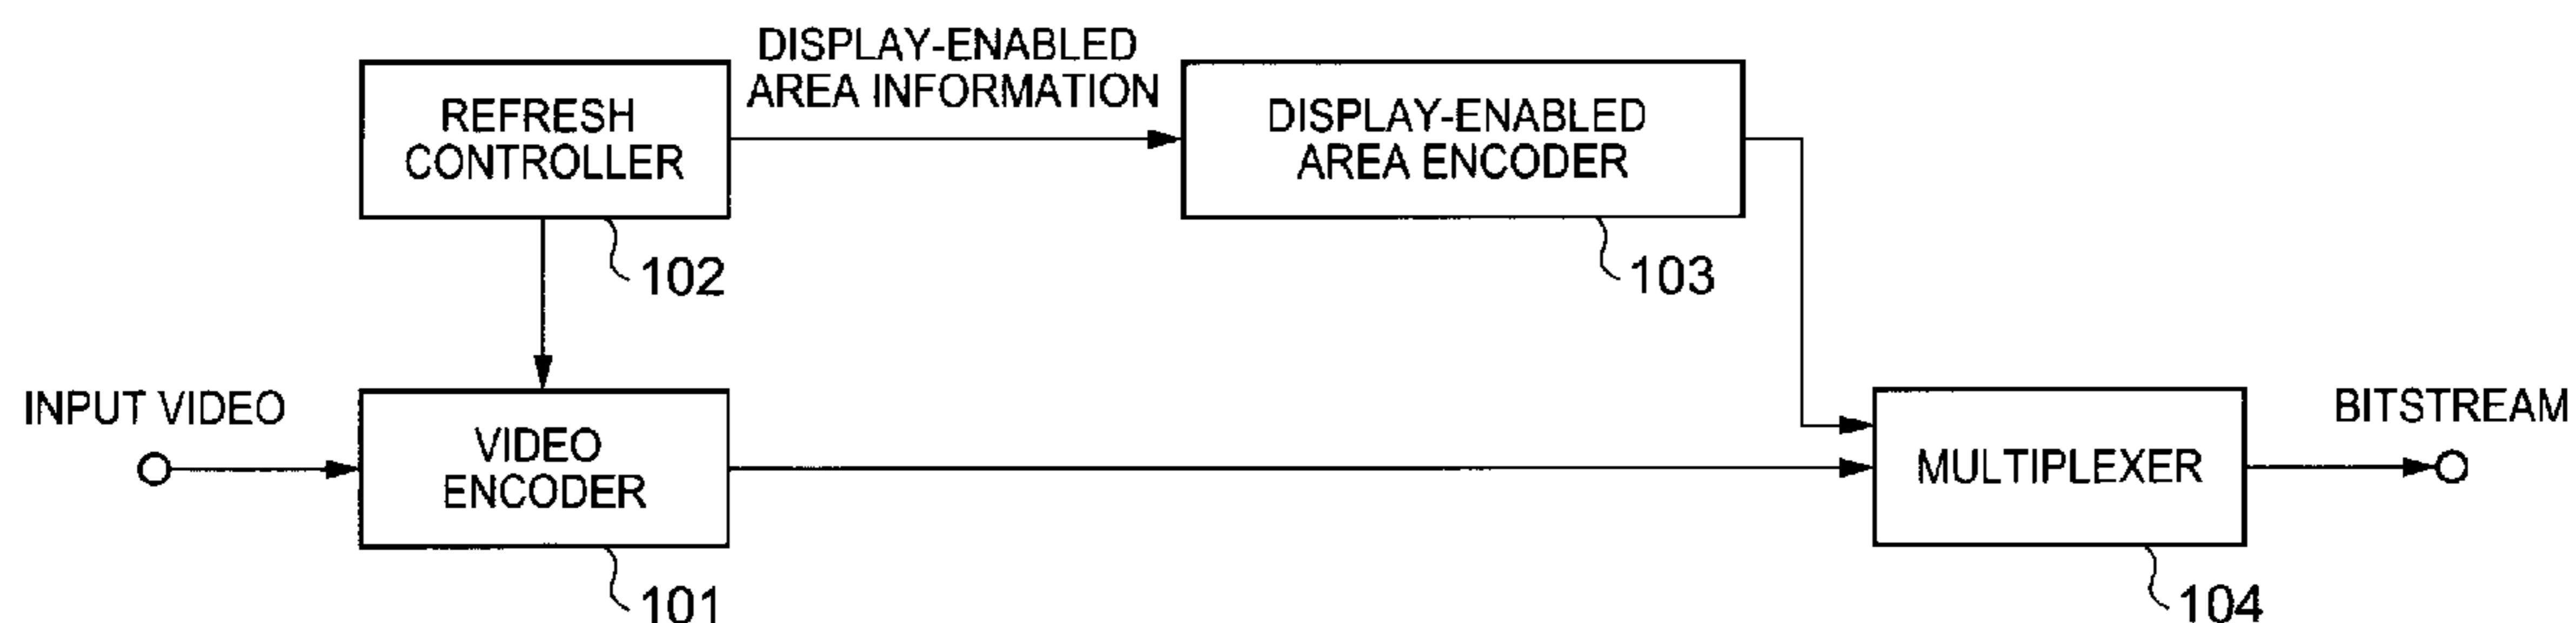 DISPLAY-ENABLED
AREA INFORMATION
REFRESH
CONTROLLER
DISPLAY-ENABLED
AREA ENCODER
102
103
INPUT VIDEO
VIDEO
ENCODER
MULTIPLEXER
BITSTREAM
101
104